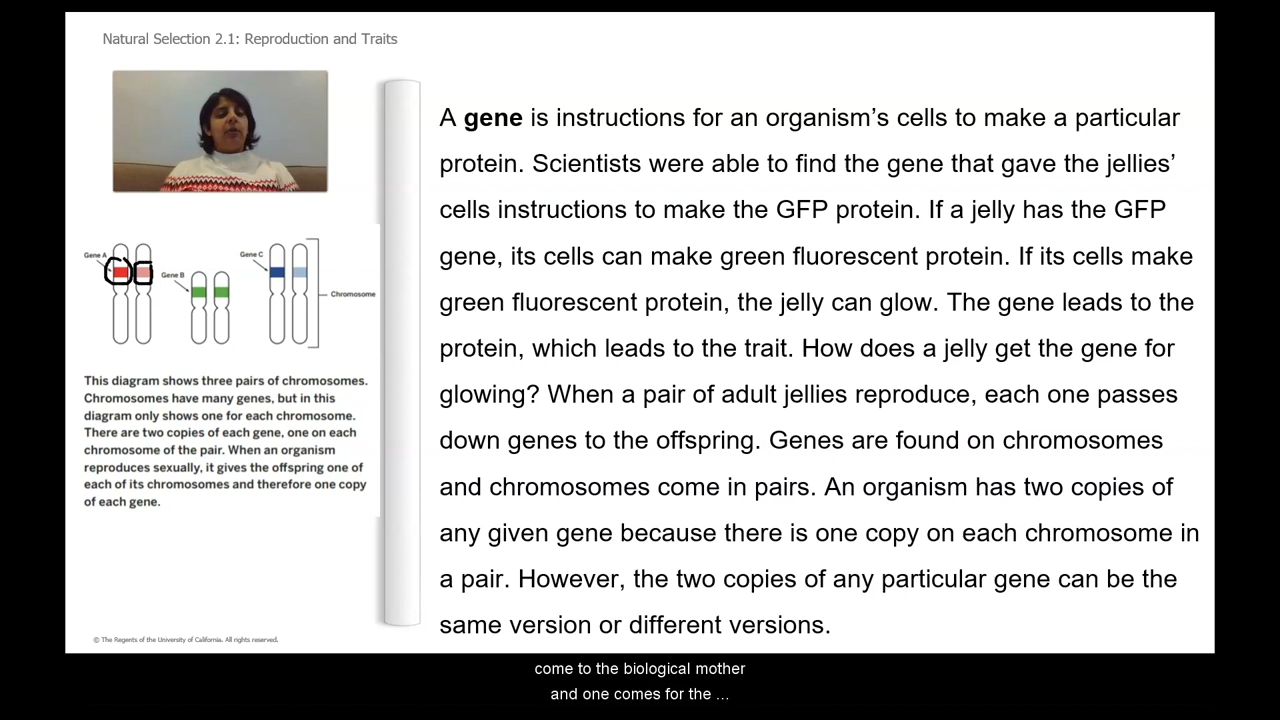 Natural Selection 2.1: Reproduction and Traits
Gene A
Gene B
Gene C
Chromosome
This diagram shows three pairs of chromosomes.
Chromosomes have many genes, but in this
diagram only shows one for each chromosome.
There are two copies of each gene, one on each
chromosome of the pair. When an organism
reproduces sexually, it gives the offspring one of
each of its chromosomes and therefore one copy
of each gene.
© The Regents of the University of California. All rights reserved.
A gene is instructions for an organism’s cells to make a particular
protein. Scientists were able to find the gene that gave the jellies’
cells instructions to make the GFP protein. If a jelly has the GFP
gene, its cells can make green fluorescent protein. If its cells make
green fluorescent protein, the jelly can glow. The gene leads to the
protein, which leads to the trait. How does a jelly get the gene for
glowing? When a pair of adult jellies reproduce, each one passes
down genes to the offspring. Genes are found on chromosomes
and chromosomes come in pairs. An organism has two copies of
any given gene because there is one copy on each chromosome in
a pair. However, the two copies of any particular gene can be the
same version or different versions.
come to the biological mother
and one comes for the ...